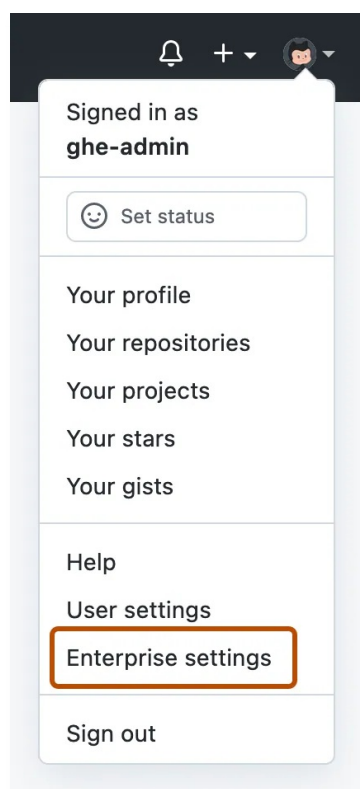 Signed in as
ghe-admin
Set status
Your profile
Your repositories
Your projects
Your stars
Your gists
Help
User settings
Enterprise settings
Sign out